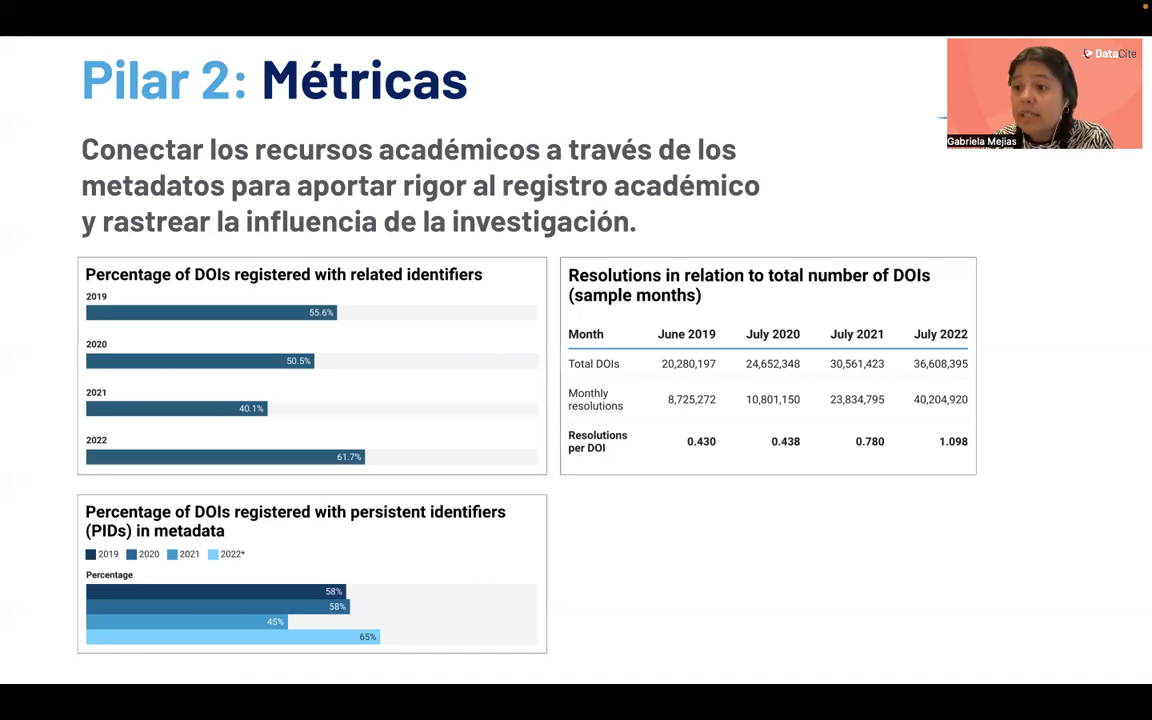 Pilar 2: Métricas
DataCite
Gabriela Mejias
Conectar los recursos académicos a través de los
metadatos para aportar rigor al registro académico
y rastrear la influencia de la investigación.
Percentage of DOIs registered with related identifiers
2019
55.6%
2020
50.5%
2021
40.1%
2022
61.7%
Resolutions in relation to total number of DOIs
(sample months)
Month June 2019 July 2020 July 2021 July 2022
Total DOIs 20,280,197 24,652,348 30,561,423 36,608,395
Monthly
resolutions 8,725,272 10,801,150 23,834,795 40,204,920
Resolutions
per DOI 0.430 0.438 0.780 1.098
Percentage of DOIs registered with persistent identifiers
(PIDs) in metadata
2019 2020 2021 2022*
Percentage
58%
58%
45%
65%